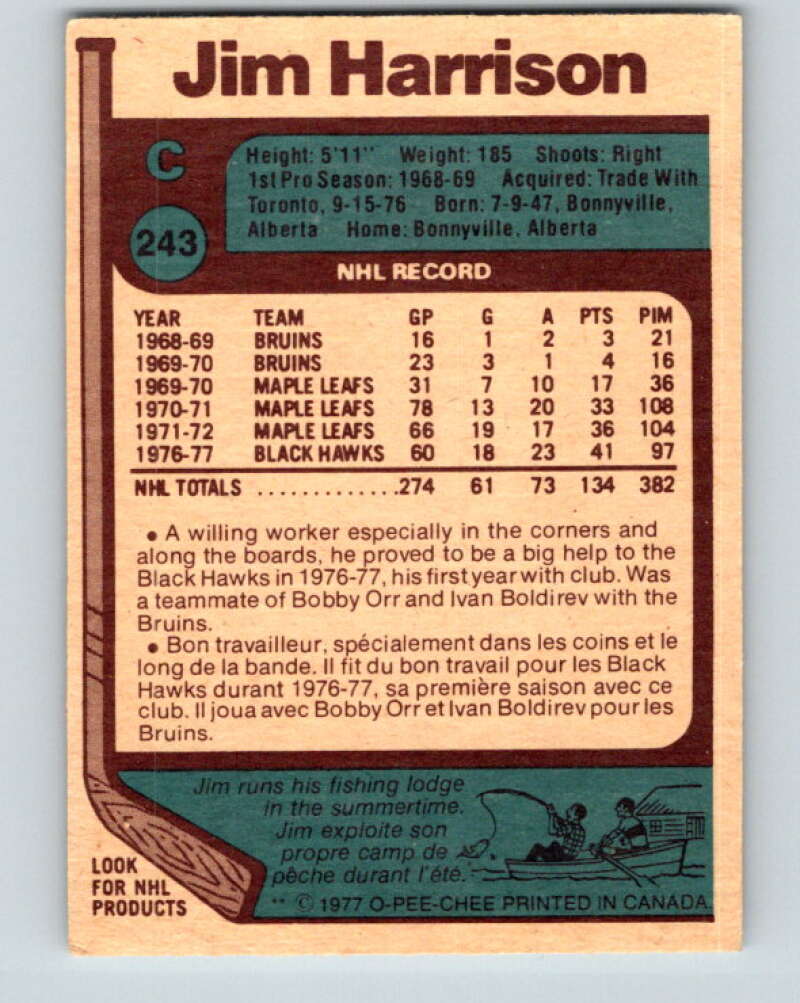 Jim Harrison
C
243
Height: 5'11" Weight: 185 Shoots: Right
1st Pro Season: 1968-69 Acquired: Trade With
Toronto, 9-15-76 Born: 7-9-47, Bonnyville,
Alberta Home: Bonnyville, Alberta
NHL RECORD
YEAR TEAM GP G A PTS PIM
1968-69 BRUINS 16 1 2 3 21
1969-70 BRUINS 23 3 1 4 16
1969-70 MAPLE LEAFS 31 7 10 17 36
1970-71 MAPLE LEAFS 78 13 20 33 108
1971-72 MAPLE LEAFS 66 19 17 36 104
1976-77 BLACK HAWKS 60 18 23 41 97
NHL TOTALS .............274 61 73 134 382
• A willing worker especially in the corners and
along the boards, he proved to be a big help to the
Black Hawks in 1976-77, his first year with club. Was
a teammate of Bobby Orr and Ivan Boldirev with the
Bruins.
• Bon travailleur, spécialement dans les coins et le
long de la bande. Il fit du bon travail pour les Black
Hawks durant 1976-77, sa première saison avec ce
club. Il joua avec Bobby Orr et Ivan Boldirev pour les
Bruins.
Jim runs his fishing lodge
in the summertime.
Jim exploite son
propre camp de
pêche durant l'été.
LOOK
FOR NHL
PRODUCTS
** © 1977 O-PEE-CHEE PRINTED IN CANADA.